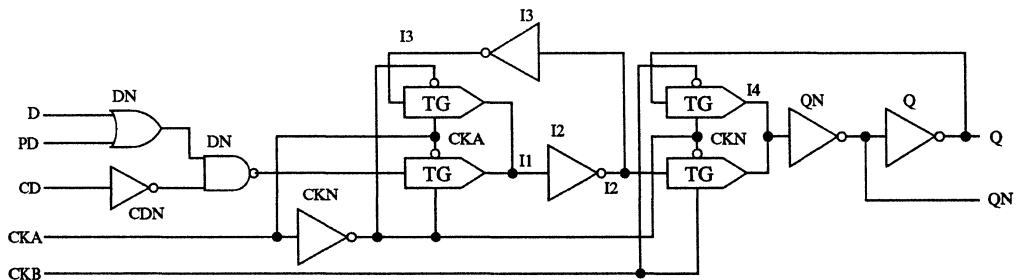 I3
I3
DN
TG
I4
QN
Q
D
DN
CKA
CKN
Q
PD
I2
I1
TG
I2
TG
TG
CD
CKN
CDN
QN
CKA
CKB